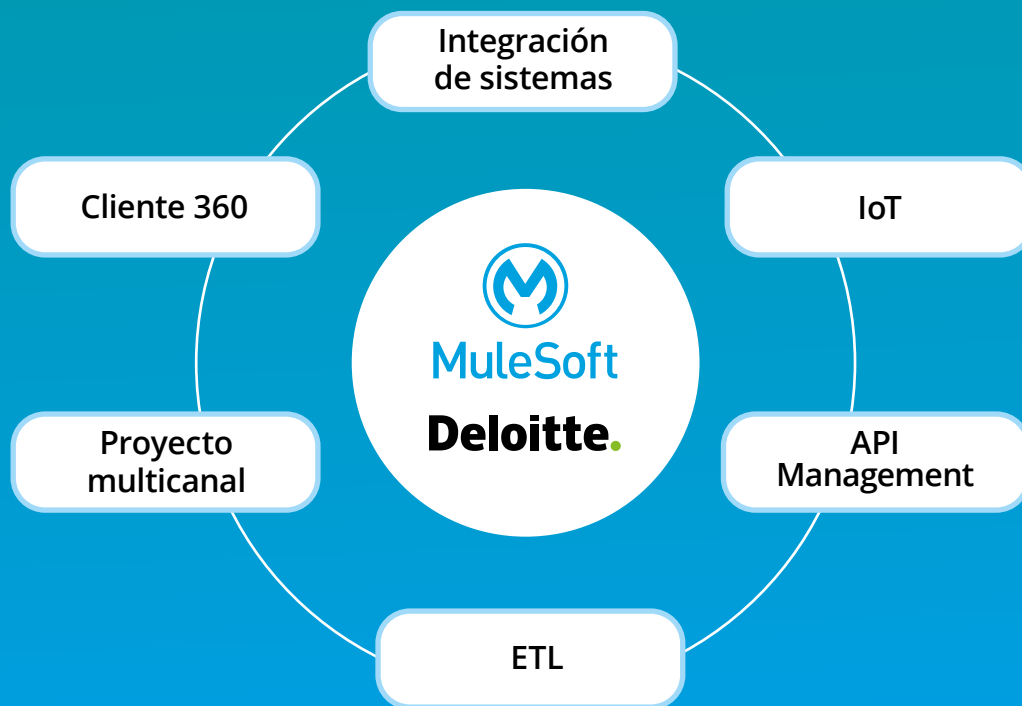 Integración
de sistemas
Cliente 360
IoT
MuleSoft
Deloitte.
Proyecto
multicanal
API
Management
ETL